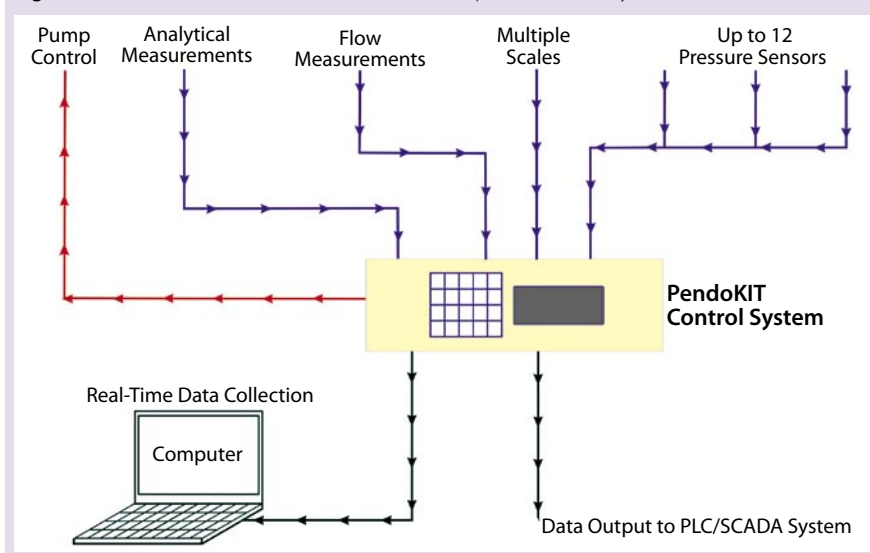 Pump
Control
Analytical
Measurements
Flow
Measurements
Multiple
Scales
Up to 12
Pressure Sensors
PendoKIT
Control System
Real-Time Data Collection
Computer
Data Output to PLC/SCADA System